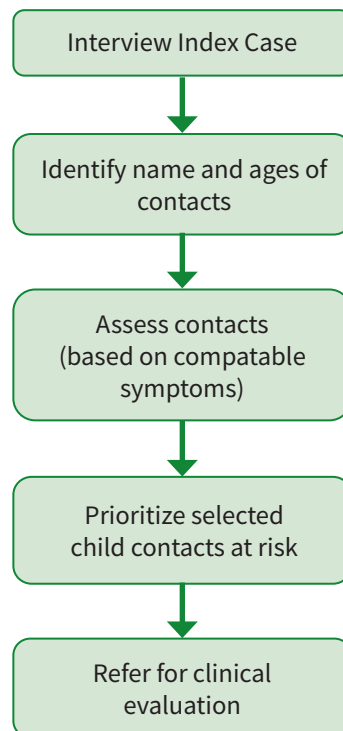 Interview Index Case
Identify name and ages of
contacts
Assess contacts
(based on compatable
symptoms)
Prioritize selected
child contacts at risk
Refer for clinical
evaluation